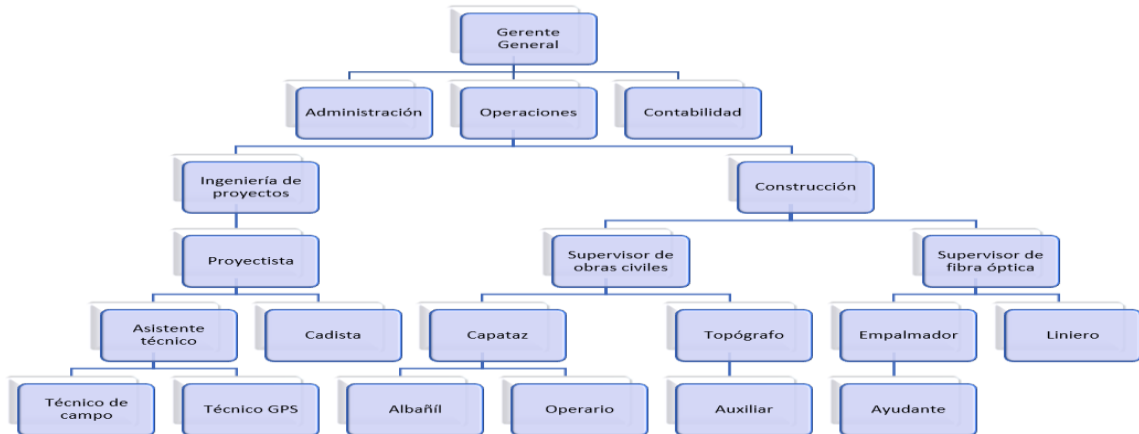 Gerente
General
Administración
Operaciones
Contabilidad
Ingeniería de
proyectos
Construcción
Proyectista
Supervisor de
obras civiles
Supervisor de
fibra óptica
Asistente
técnico
Cadista
Capataz
Topógrafo
Empalmador
Liniero
Técnico de
campo
Técnico GPS
Albañíl
Operario
Auxiliar
Ayudante